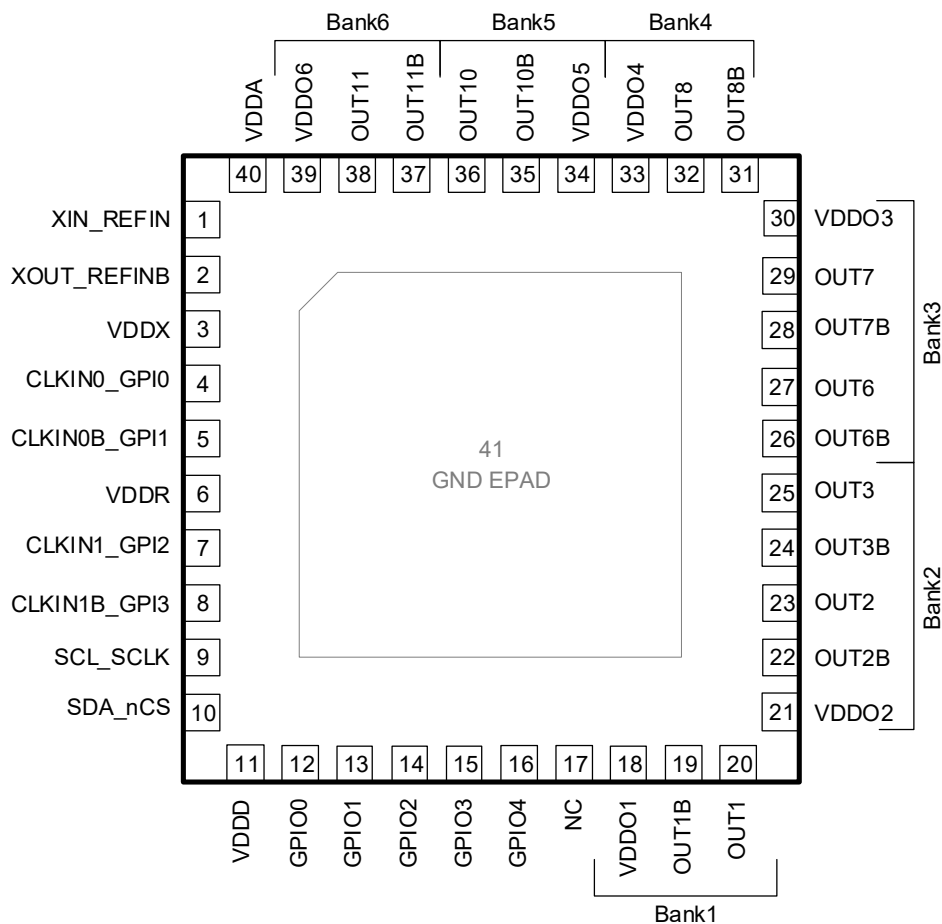 Bank6 Bank5 Bank4
VDDA VDDO6 OUT11 OUT11B OUT10 OUT10B VDDO5 VDDO4 OUT8 OUT8B
40 39 38 37 36 35 34 33 32 31
XIN_REFIN 1
XOUT_REFINB 2
VDDX 3
CLKIN0_GPI0 4
CLKIN0B_GPI1 5
VDDR 6
CLKIN1_GPI2 7
CLKIN1B_GPI3 8
SCL_SCLK 9
SDA_nCS 10
41
GND EPAD
30 VDDO3
29 OUT7
28 OUT7B
27 OUT6
26 OUT6B
25 OUT3
24 OUT3B
23 OUT2
22 OUT2B
21 VDDO2
Bank3
Bank2
11 12 13 14 15 16 17 18 19 20
VDDD GPIO0 GPIO1 GPIO2 GPIO3 GPIO4 NC VDDO1 OUT1B OUT1
Bank1